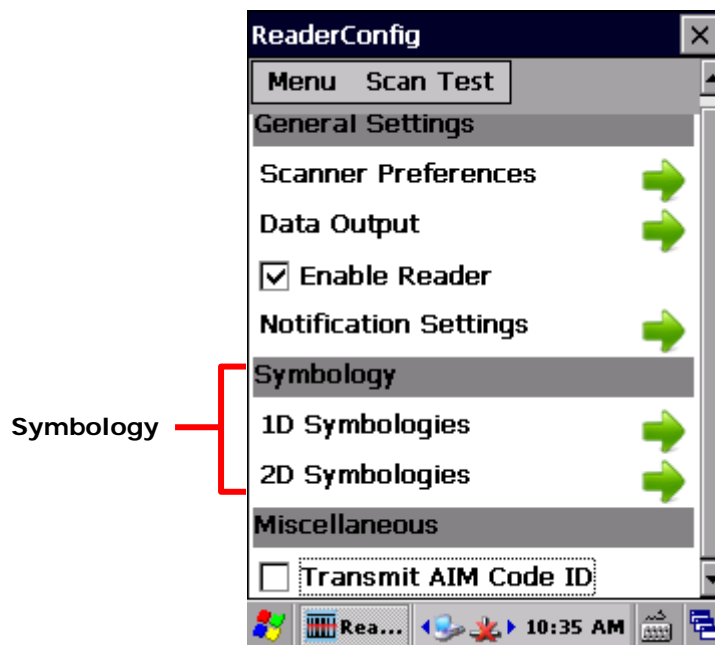 ReaderConfig
Menu Scan Test
General Settings
Scanner Preferences
Data Output
Enable Reader
Notification Settings
Symbology
Symbology
1D Symbologies
2D Symbologies
Miscellaneous
Transmit AIM Code ID
Rea... 10:35 AM